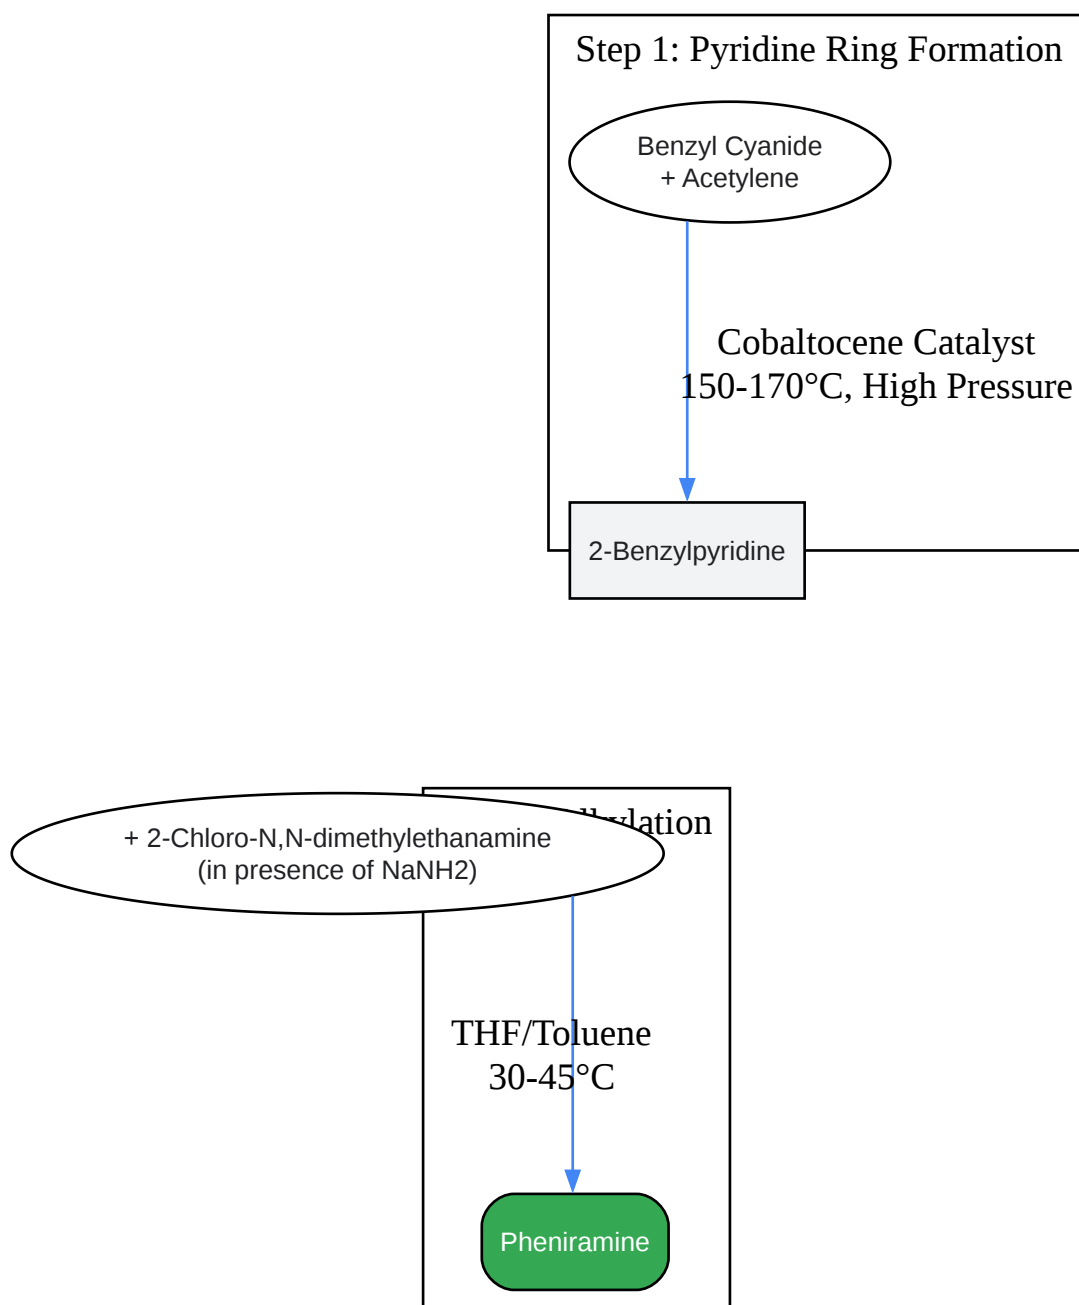 Step 1: Pyridine Ring Formation
Benzyl Cyanide
+ Acetylene
Cobaltocene Catalyst
150-170°C, High Pressure
2-Benzylpyridine
+ 2-Chloro-N,N-dimethylethanamine
(in presence of NaNH2)
THF/Toluene
30-45°C
Pheniramine